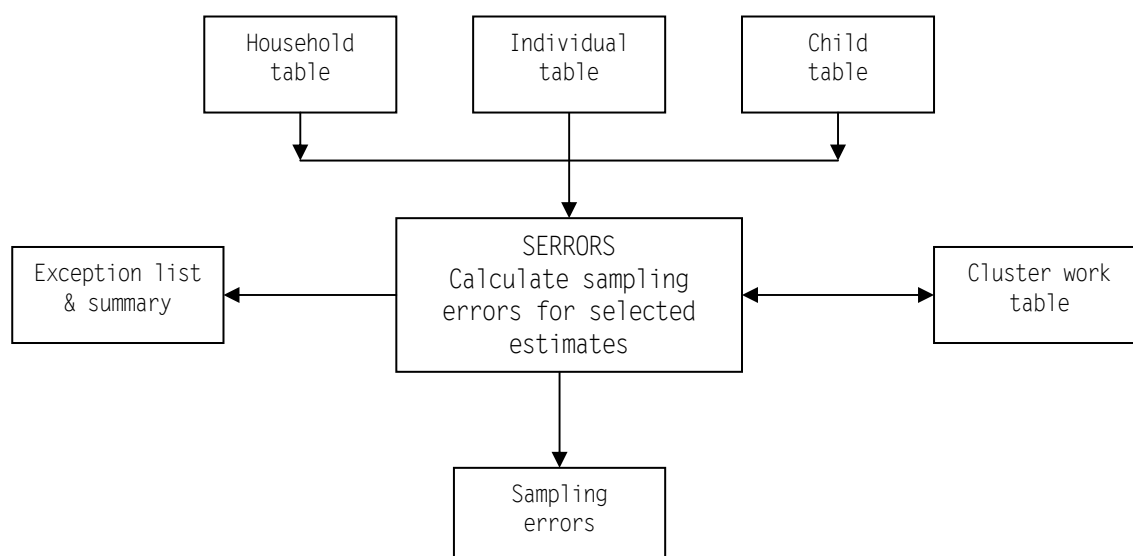 Household
table
Individual
table
Child
table
Exception list
& summary
SERRORS
Calculate sampling
errors for selected
estimates
Cluster work
table
Sampling
errors